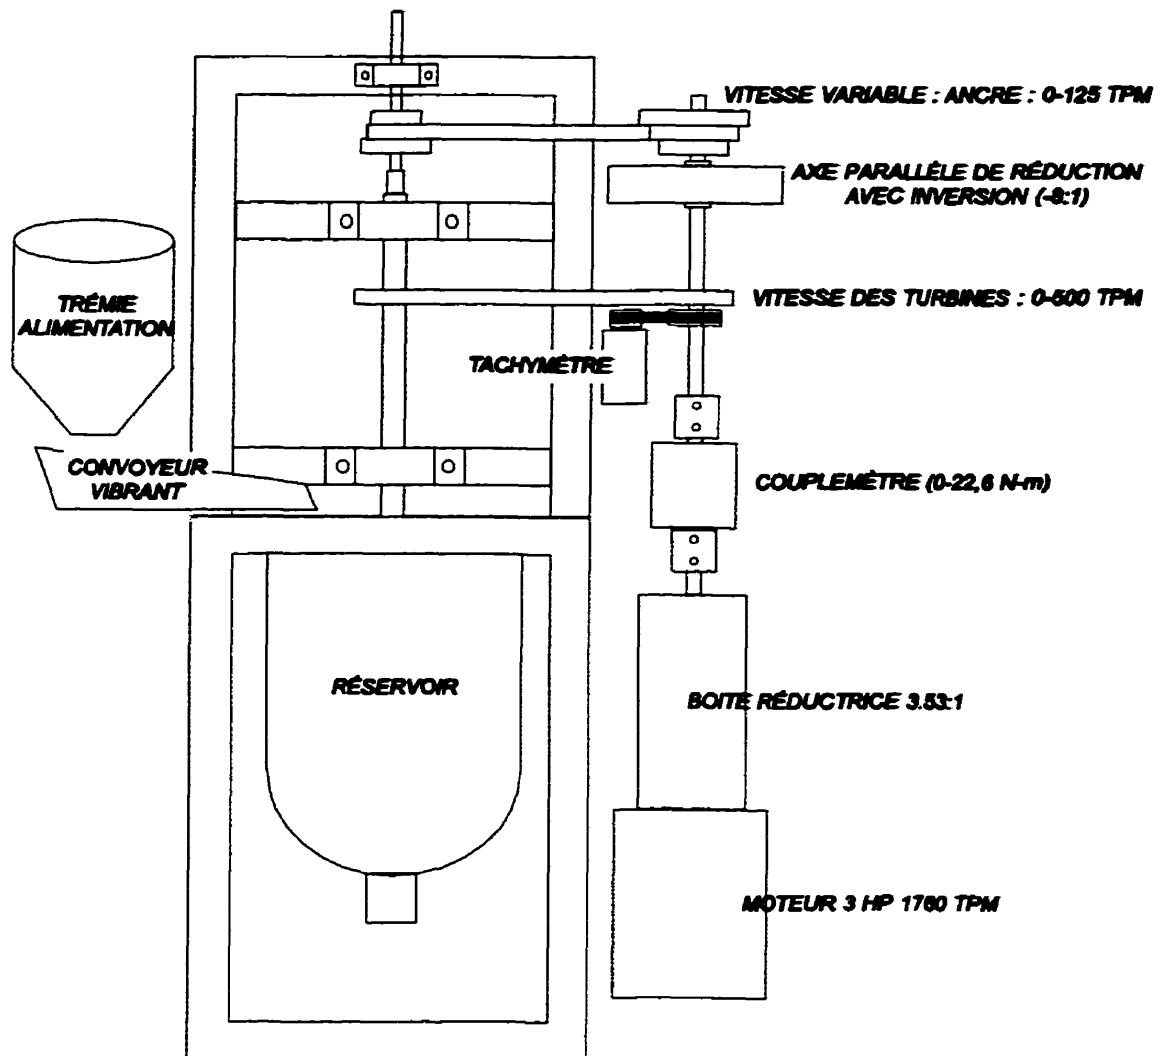 VITESSE VARIABLE : ANCRE : 0-125 TPM
AXE PARALLÈLE DE RÉDUCTION
AVEC INVERSION (-8:1)
TRÉMIE
ALIMENTATION
VITESSE DES TURBINES : 0-500 TPM
TACHYMÈTRE
CONVOYEUR
VIBRANT
COUPLEMÈTRE (0-22,6 N-m)
RÉSERVOIR
BOITE RÉDUCTRICE 3.53:1
MOTEUR 3 HP 1760 TPM